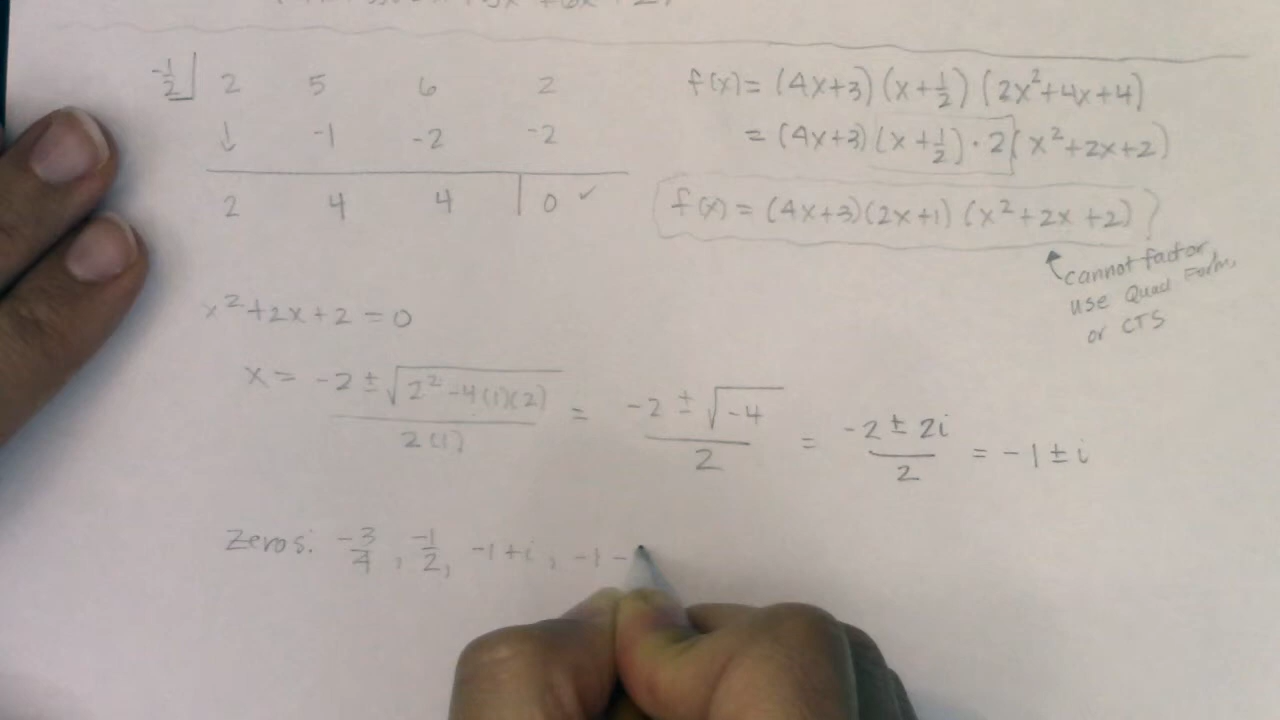 -1/2 | 2 5 6 2
↓ -1 -2 -2
2 4 4 | 0 ✓
f(x) = (4x+3)(x+1/2)(2x²+4x+4)
= (4x+3)(x+1/2)·2(x²+2x+2)
f(x) = (4x+3)(2x+1)(x²+2x+2)
cannot factor,
use Quad Form,
or CTS
x²+2x+2=0
x = (-2 ± √(2²-4(1)(2)))/2(1) = (-2 ± √-4)/2 = (-2 ± 2i)/2 = -1 ± i
Zeros: -3/4, -1/2, -1+i, -1-